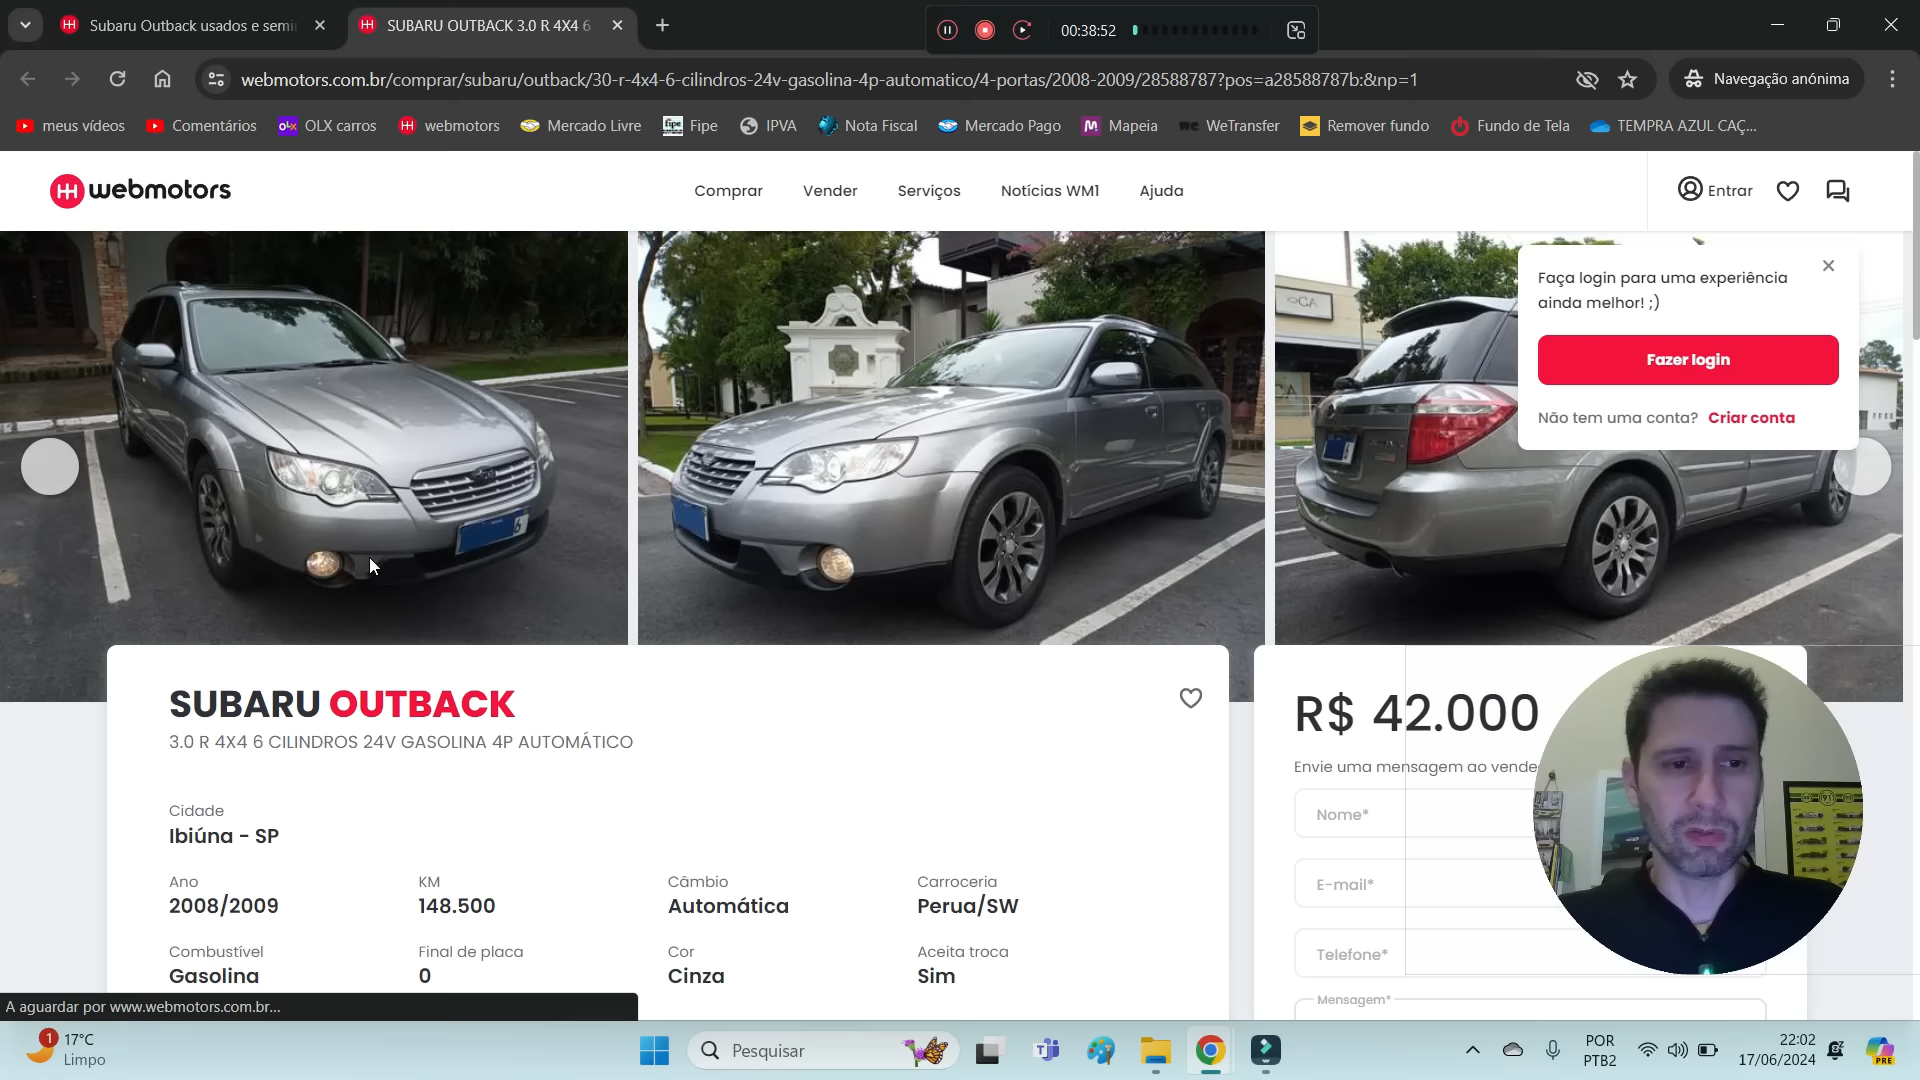 Subaru Outback usados e semin
SUBARU OUTBACK 3.0 R 4X4 6
00:38:52
webmotors.com.br/comprar/subaru/outback/30-r-4x4-6-cilindros-24v-gasolina-4p-automatico/4-portas/2008-2009/28588787?pos=a28588787b:&np=1
Navegação anónima
meus vídeos
Comentários
OLX carros
webmotors
Mercado Livre
Fipe
IPVA
Nota Fiscal
Mercado Pago
Mapeia
WeTransfer
Remover fundo
Fundo de Tela
TEMPRA AZUL CAÇ...
webmotors
Comprar
Vender
Serviços
Notícias WM1
Ajuda
Entrar
Faça login para uma experiência
ainda melhor! ;)
Fazer login
Não tem uma conta? Criar conta
SUBARU OUTBACK
3.0 R 4X4 6 CILINDROS 24V GASOLINA 4P AUTOMÁTICO
Cidade
Ibiúna - SP
Ano
2008/2009
KM
148.500
Câmbio
Automática
Carroceria
Perua/SW
Combustível
Gasolina
Final de placa
0
Cor
Cinza
Aceita troca
Sim
R$ 42.000
Envie uma mensagem ao vende
Nome*
E-mail*
Telefone*
Mensagem*
A aguardar por www.webmotors.com.br...
1
17°C
Limpo
Pesquisar
POR
PTB2
22:02
17/06/2024
PRE